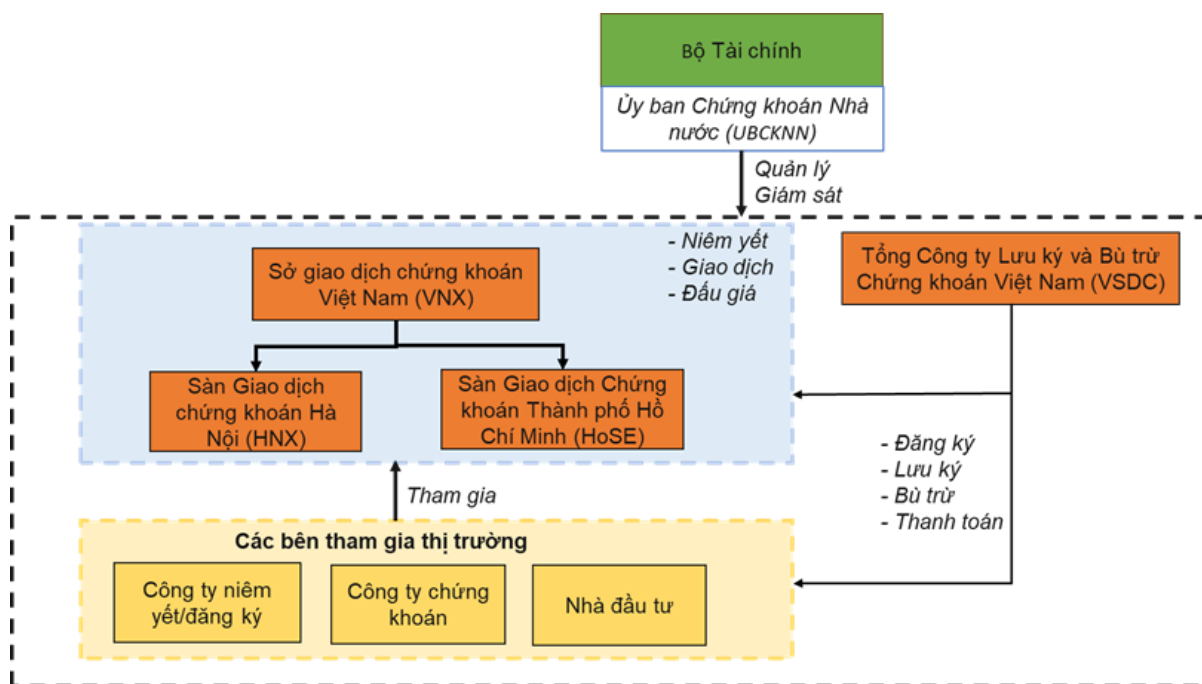 Bộ Tài chính
Ủy ban Chứng khoán Nhà
nước (UBCKNN)
Quản lý
Giám sát
- Niêm yết
- Giao dịch
- Đấu giá
Sở giao dịch chứng khoán
Việt Nam (VNX)
Tổng Công ty Lưu ký và Bù trừ
Chứng khoán Việt Nam (VSDC)
Sàn Giao dịch
chứng khoán Hà
Nội (HNX)
Sàn Giao dịch Chứng
khoán Thành phố Hồ
Chí Minh (HoSE)
- Đăng ký
- Lưu ký
- Bù trừ
- Thanh toán
Tham gia
Các bên tham gia thị trường
Công ty niêm
yết/đăng ký
Công ty chứng
khoán
Nhà đầu tư